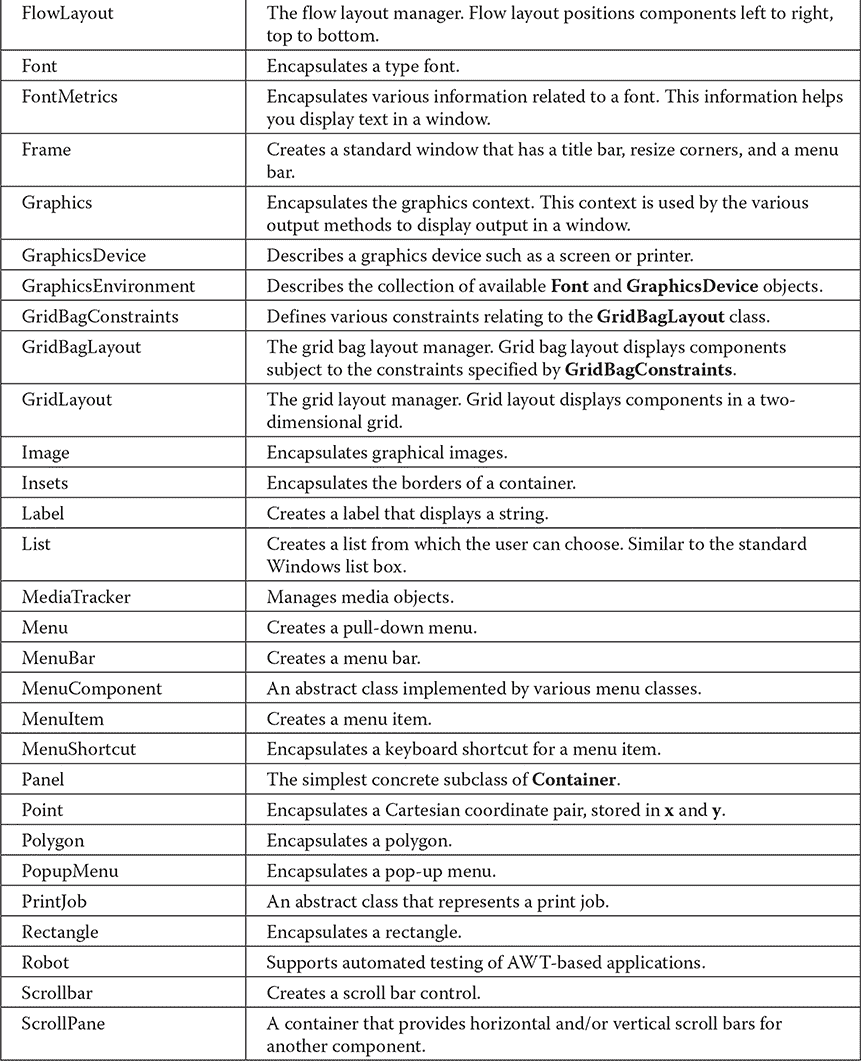 FlowLayout The flow layout manager. Flow layout positions components left to right,
top to bottom.
Font Encapsulates a type font.
FontMetrics Encapsulates various information related to a font. This information helps
you display text in a window.
Frame Creates a standard window that has a title bar, resize corners, and a menu
bar.
Graphics Encapsulates the graphics context. This context is used by the various
output methods to display output in a window.
GraphicsDevice Describes a graphics device such as a screen or printer.
GraphicsEnvironment Describes the collection of available Font and GraphicsDevice objects.
GridBagConstraints Defines various constraints relating to the GridBagLayout class.
GridBagLayout The grid bag layout manager. Grid bag layout displays components
subject to the constraints specified by GridBagConstraints.
GridLayout The grid layout manager. Grid layout displays components in a two-
dimensional grid.
Image Encapsulates graphical images.
Insets Encapsulates the borders of a container.
Label Creates a label that displays a string.
List Creates a list from which the user can choose. Similar to the standard
Windows list box.
MediaTracker Manages media objects.
Menu Creates a pull-down menu.
MenuBar Creates a menu bar.
MenuComponent An abstract class implemented by various menu classes.
MenuItem Creates a menu item.
MenuShortcut Encapsulates a keyboard shortcut for a menu item.
Panel The simplest concrete subclass of Container.
Point Encapsulates a Cartesian coordinate pair, stored in x and y.
Polygon Encapsulates a polygon.
PopupMenu Encapsulates a pop-up menu.
PrintJob An abstract class that represents a print job.
Rectangle Encapsulates a rectangle.
Robot Supports automated testing of AWT-based applications.
Scrollbar Creates a scroll bar control.
ScrollPane A container that provides horizontal and/or vertical scroll bars for
another component.